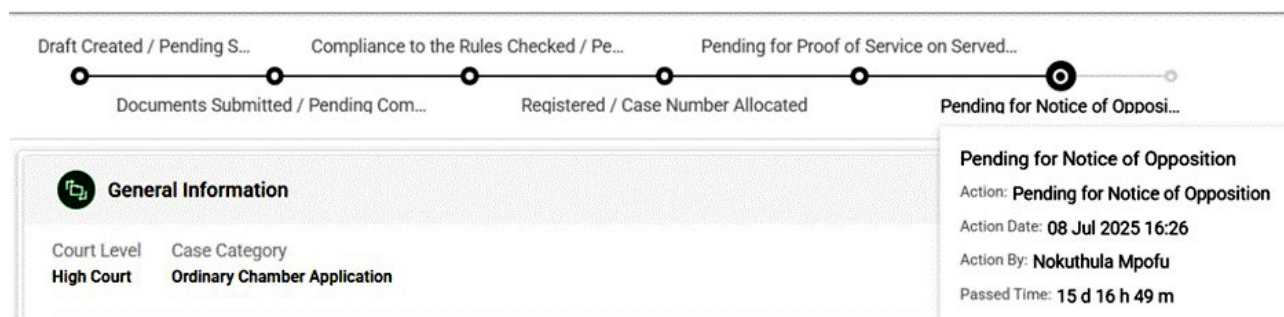 Draft Created / Pending S... Compliance to the Rules Checked / Pe... Pending for Proof of Service on Served...
Documents Submitted / Pending Com... Registered / Case Number Allocated Pending for Notice of Opposi...
Pending for Notice of Opposition
Action: Pending for Notice of Opposition
Action Date: 08 Jul 2025 16:26
Action By: Nokuthula Mpofu
Passed Time: 15 d 16 h 49 m
General Information
Court Level Case Category
High Court Ordinary Chamber Application